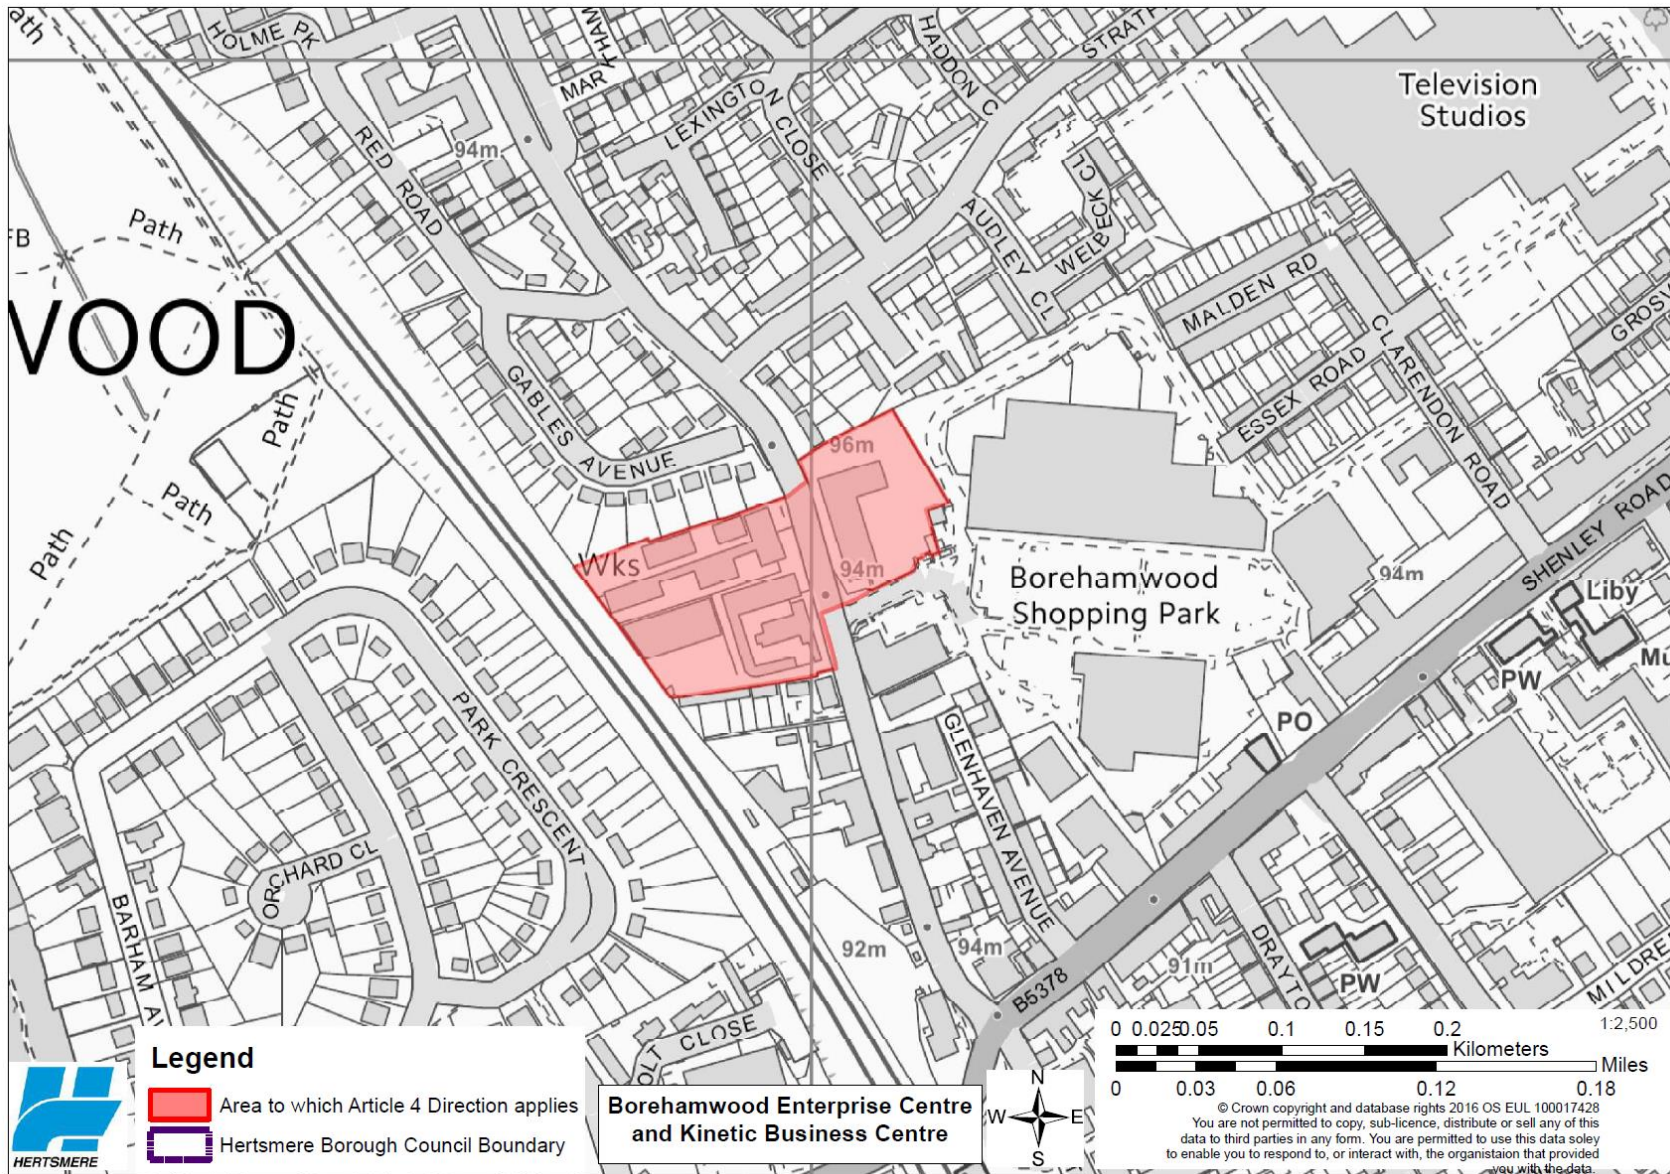 ath
HOLME PK
MARTHAM
HADDON C
LEXINGTON CLOSE
Television
Studios
94m
RED ROAD
WELBECK CL
AUDLEY CL
FB
Path
MALDEN RD
WOOD
CLARENDON ROAD
ESSEX ROAD
GABLES AVENUE
Path
Path
Path
96m
SHENLEY ROAD
Wks
94m
Borehamwood
Shopping Park
94m
Liby
PW
PO
PARK CRESCENT
GLENHAVEN AVENUE
ORCHARD CL
BARHAM AV
92m
94m
91m
B5378
PW
OLT CLOSE
Legend
Area to which Article 4 Direction applies
Hertsmere Borough Council Boundary
HERTSMERE
Borehamwood Enterprise Centre
and Kinetic Business Centre
N
W E
S
0 0.025 0.05 0.1 0.15 0.2
Kilometers
1:2,500
Miles
0 0.03 0.06 0.12 0.18
© Crown copyright and database rights 2016 OS EUL 100017428
You are not permitted to copy, sub-licence, distribute or sell any of this
data to third parties in any form. You are permitted to use this data soley
to enable you to respond to, or interact with, the organistaion that provided
you with the data.